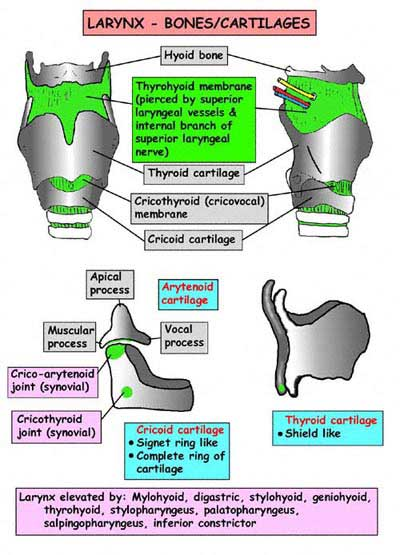 LARYNX - BONES/CARTILAGES
Hyoid bone
Thyrohyoid membrane
(pierced by superior
laryngeal vessels &
internal branch of
superior laryngeal
nerve)
Thyroid cartilage
Cricothyroid (cricovocal)
membrane
Cricoid cartilage
Apical
process
Arytenoid
cartilage
Muscular
process
Vocal
process
Crico-arytenoid
joint (synovial)
Cricothyroid
joint (synovial)
Cricoid cartilage
• Signet ring like
• Complete ring of
cartilage
Thyroid cartilage
• Shield like
Larynx elevated by: Mylohyoid, digastric, stylohyoid, geniohyoid,
thyrohyoid, stylopharyngeus, palatopharyngeus,
salpingopharyngeus, inferior constrictor